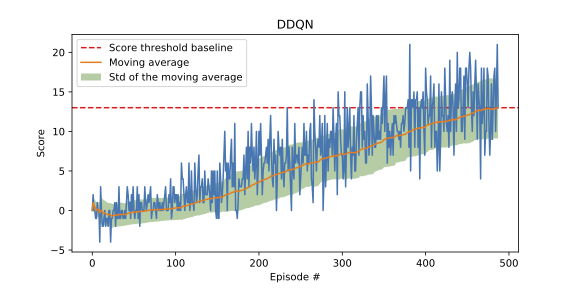 DDQN
Score threshold baseline
Moving average
Std of the moving average
20
15
10
5
0
−5
Score
0 100 200 300 400 500
Episode #